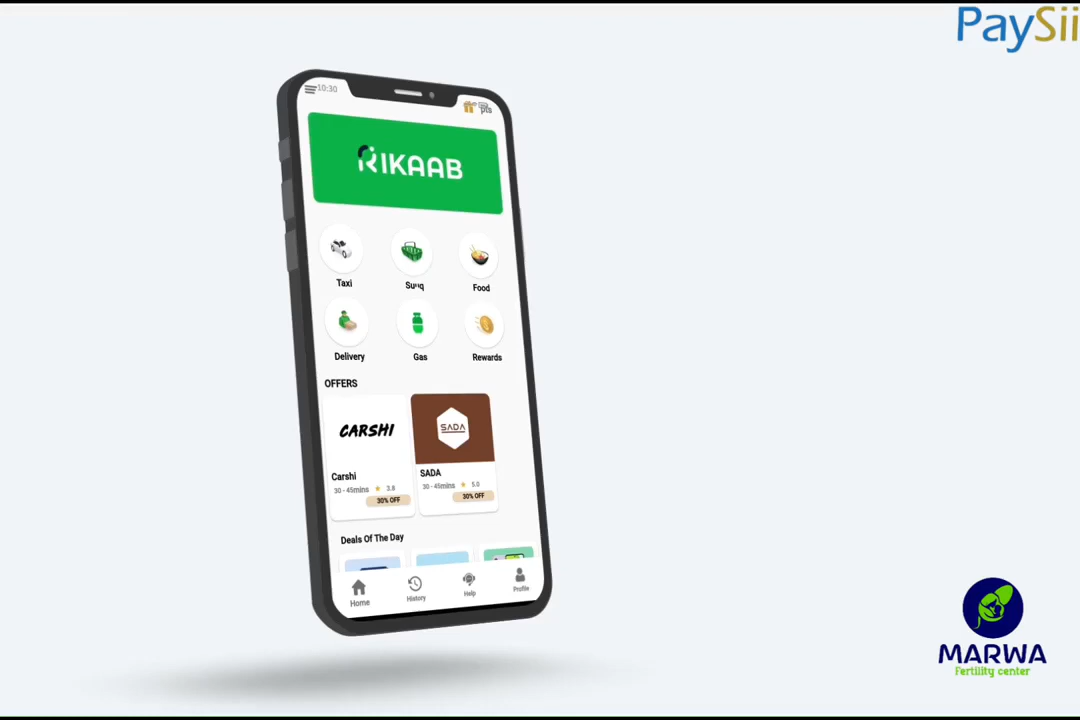 PaySii
10:30
pts
RIKAAB
Taxi
Suuq
Food
Delivery
Gas
Rewards
OFFERS
CARSHI
SADA
Carshi
30 - 45mins 3.8
30% OFF
SADA
30 - 45mins 5.0
30% OFF
Deals Of The Day
Home
History
Help
Profile
MARWA
Fertility center